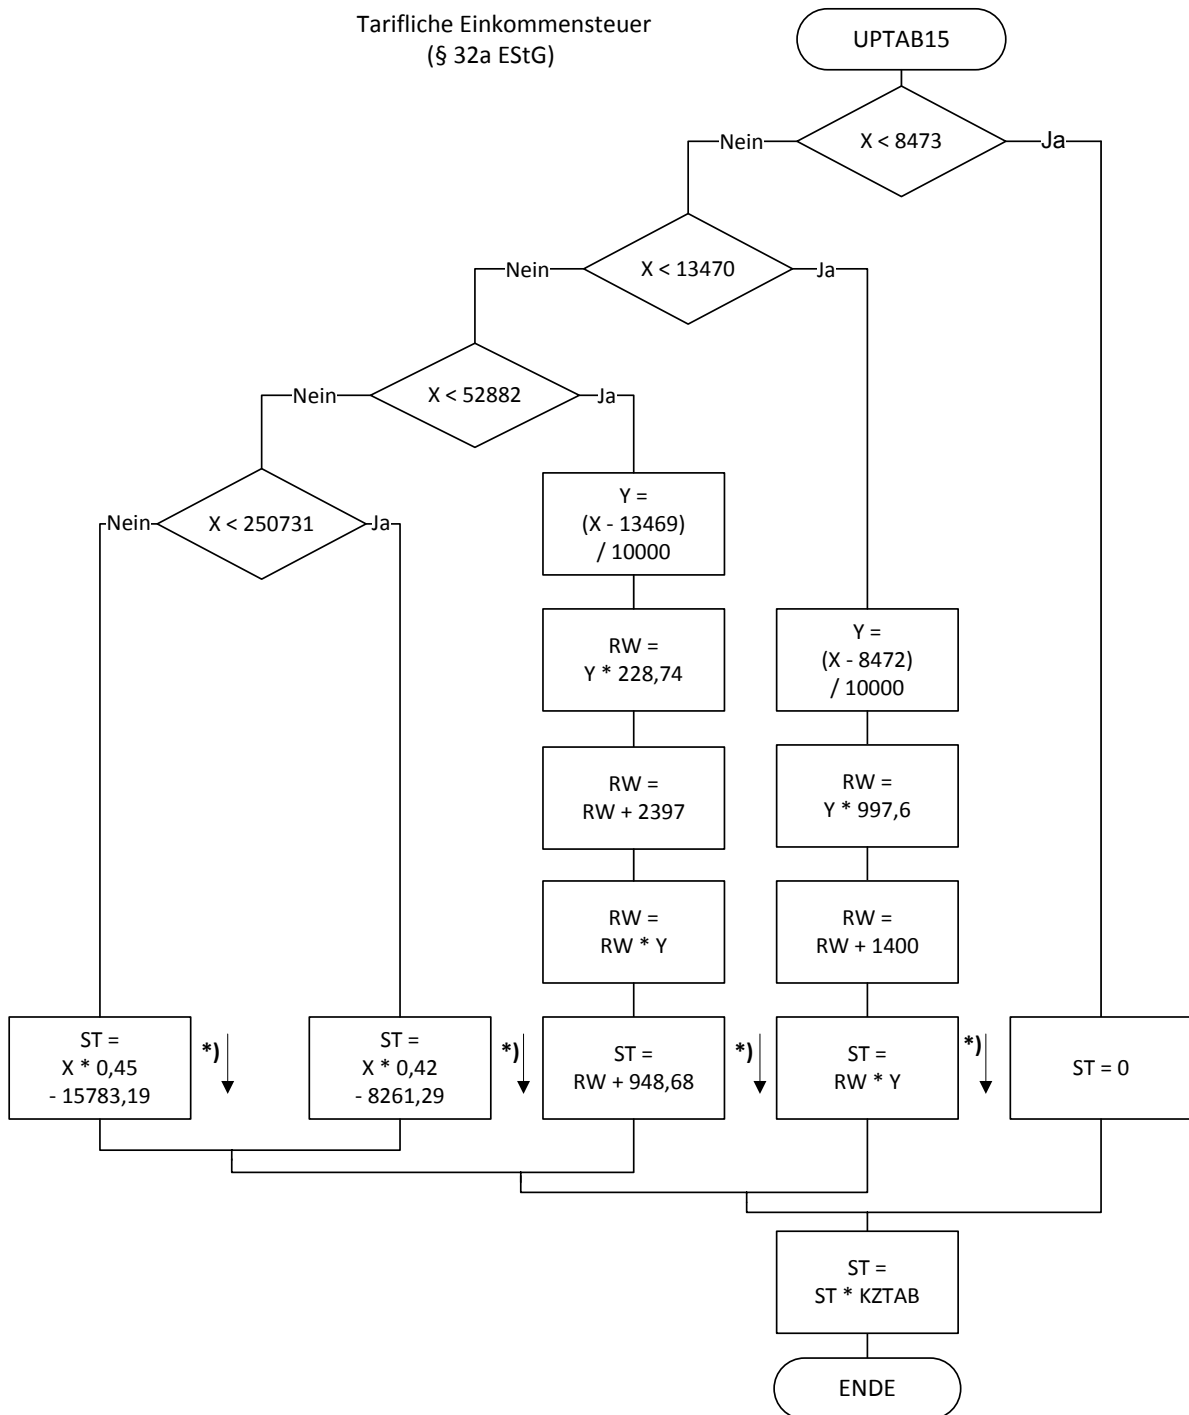 Tarifliche Einkommensteuer
(§ 32a EStG)
UPTAB15
X < 8473
Nein
Ja
X < 13470
Nein
Ja
X < 52882
Nein
Ja
X < 250731
Nein
Ja
Y =
(X - 13469)
/ 10000
RW =
Y * 228,74
RW =
RW + 2397
RW =
RW * Y
Y =
(X - 8472)
/ 10000
RW =
Y * 997,6
RW =
RW + 1400
ST =
X * 0,45
- 15783,19
*)
ST =
X * 0,42
- 8261,29
*)
ST =
RW + 948,68
*)
ST =
RW * Y
*)
ST = 0
ST =
ST * KZTAB
ENDE